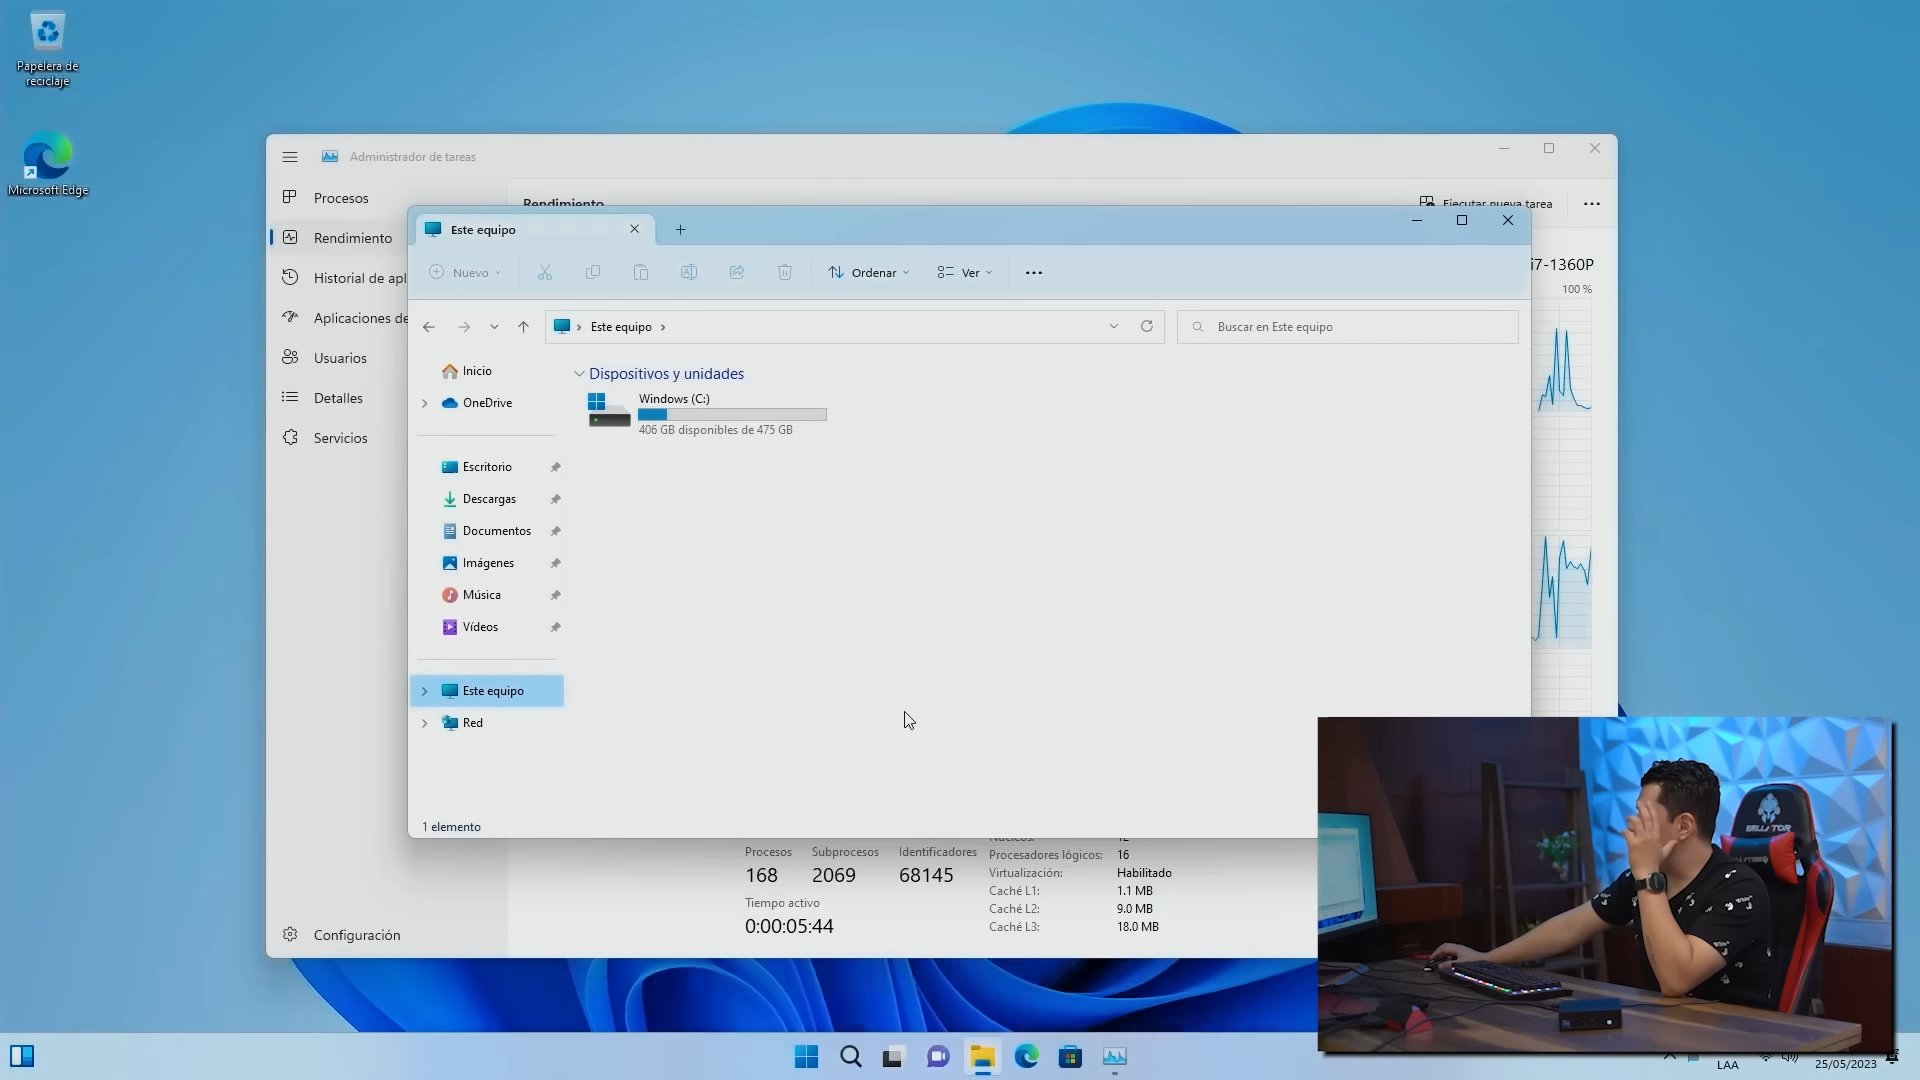 Papelera de
reciclaje
Microsoft Edge
Administrador de tareas
Procesos
Rendimiento
Historial de apl
Aplicaciones de
Usuarios
Detalles
Servicios
Configuración
Rendimiento
Ejecutar nueva tarea
i7-1360P
100 %
Este equipo
Nuevo
Ordenar
Ver
Este equipo
Buscar en Este equipo
Inicio
OneDrive
Escritorio
Descargas
Documentos
Imágenes
Música
Vídeos
Este equipo
Red
Dispositivos y unidades
Windows (C:)
406 GB disponibles de 475 GB
1 elemento
Procesos
168
Subprocesos
2069
Identificadores
68145
Tiempo activo
0:00:05:44
Núcleos: 12
Procesadores lógicos: 16
Virtualización: Habilitado
Caché L1: 1.1 MB
Caché L2: 9.0 MB
Caché L3: 18.0 MB
BELLATOR
LAA
25/05/2023